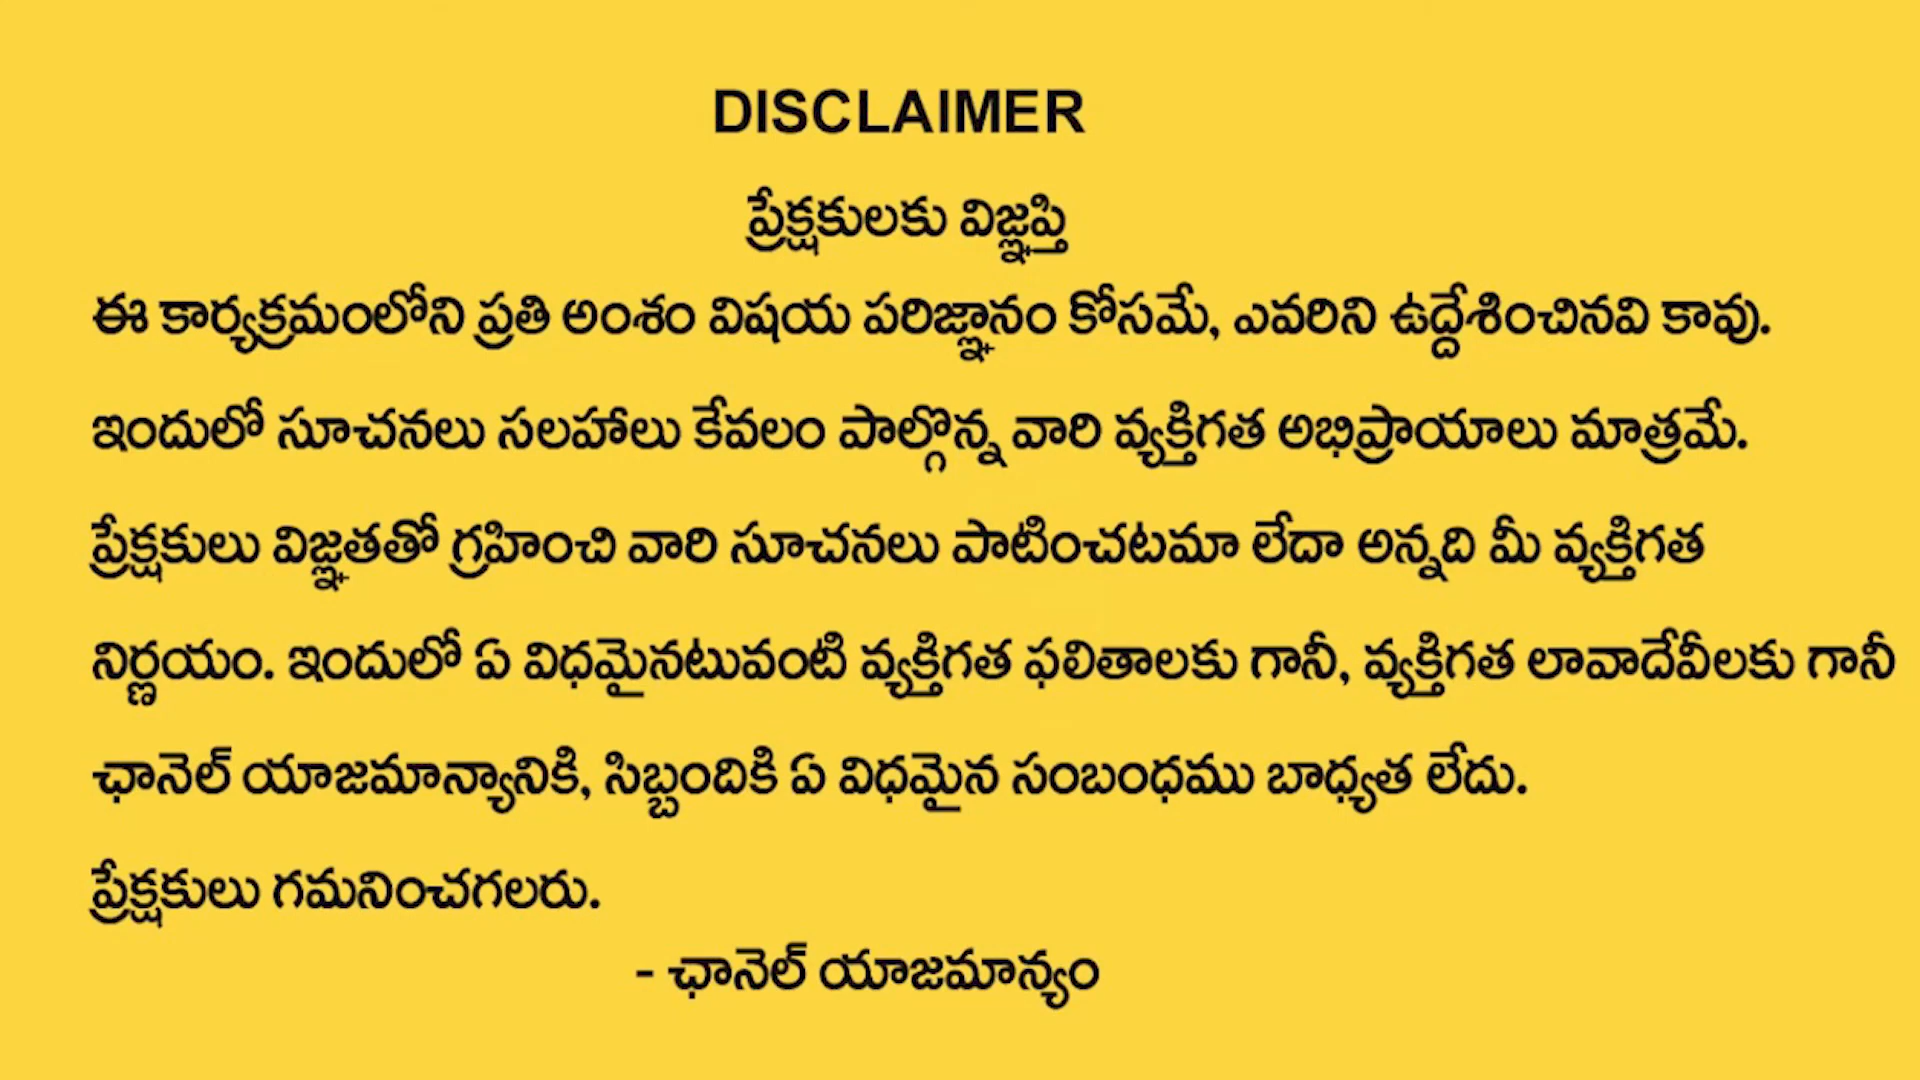 DISCLAIMER
ప్రేక్షకులకు విజ్ఞప్తి
ఈ కార్యక్రమంలోని ప్రతి అంశం విషయ పరిజ్ఞానం కోసమే, ఎవరిని ఉద్దేశించినవి కావు.
ఇందులో సూచనలు సలహాలు కేవలం పాల్గొన్న వారి వ్యక్తిగత అభిప్రాయాలు మాత్రమే.
ప్రేక్షకులు విజ్ఞతతో గ్రహించి వారి సూచనలు పాటించటమా లేదా అన్నది మీ వ్యక్తిగత
నిర్ణయం. ఇందులో ఏ విధమైనటువంటి వ్యక్తిగత ఫలితాలకు గానీ, వ్యక్తిగత లావాదేవీలకు గానీ
ఛానెల్ యాజమాన్యానికి, సిబ్బందికి ఏ విధమైన సంబంధము బాధ్యత లేదు.
ప్రేక్షకులు గమనించగలరు.
- ఛానెల్ యాజమాన్యం